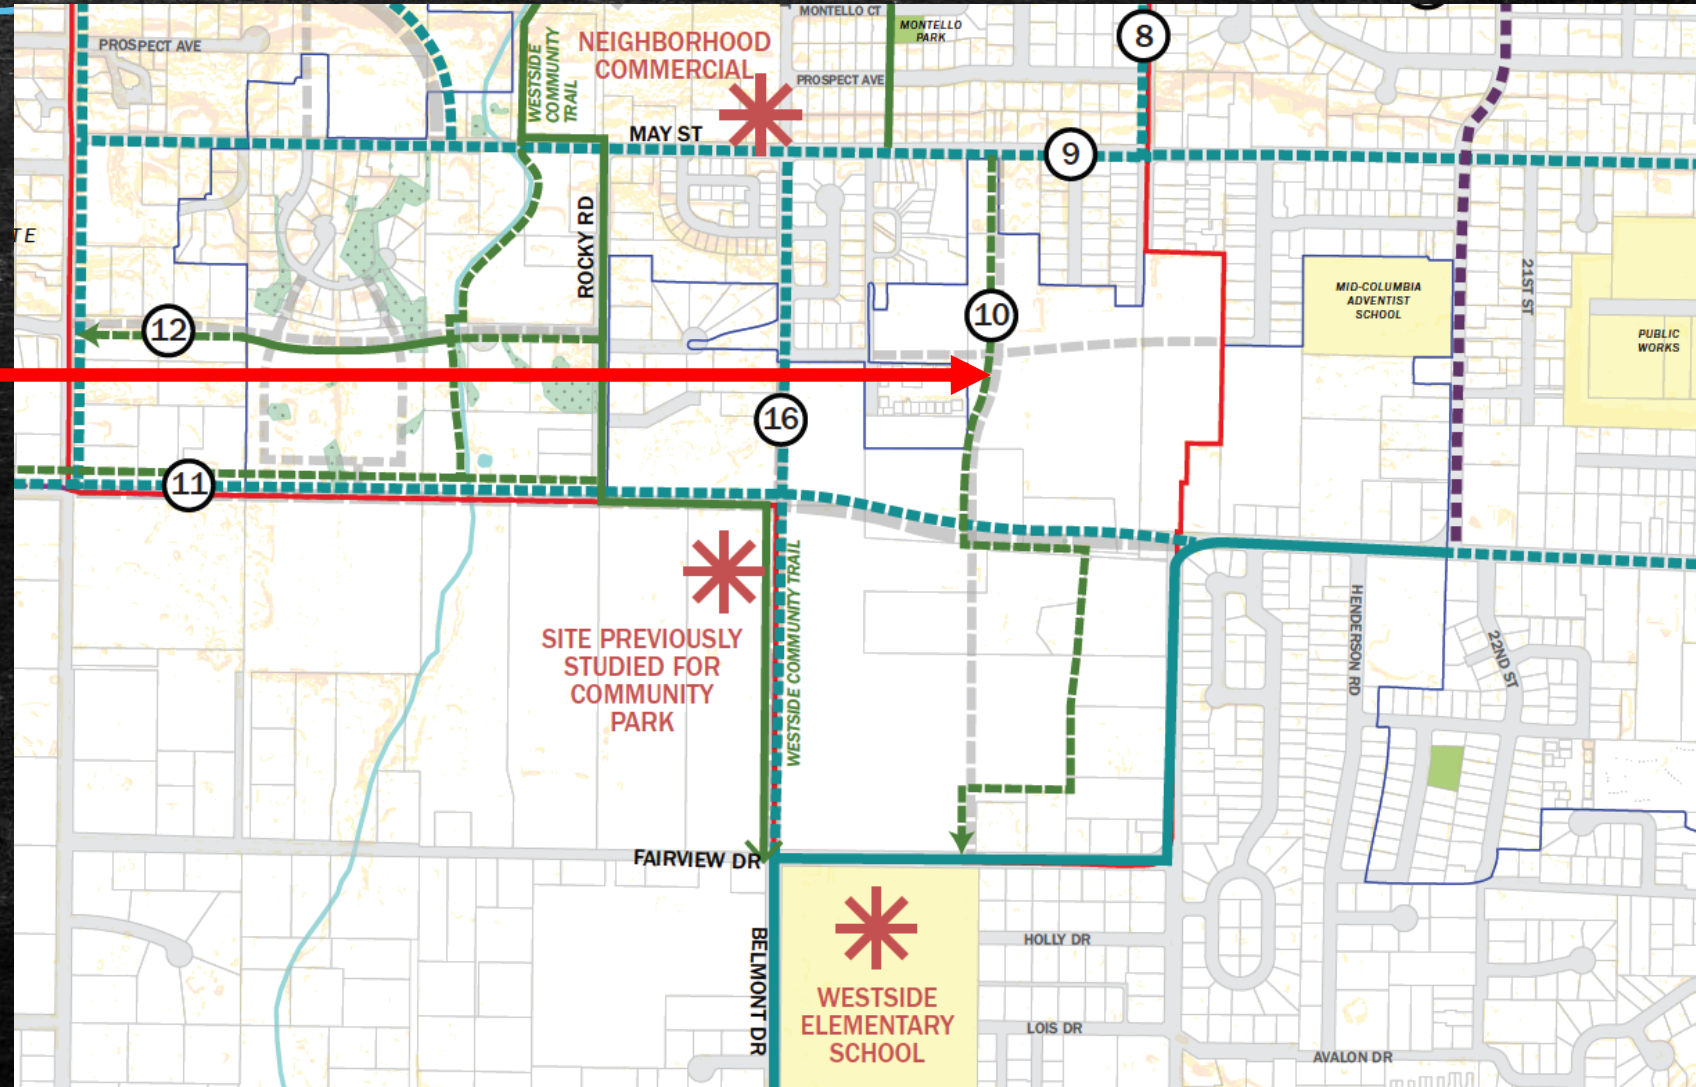 MONTELLO CT
MONTELLO
PARK
8
PROSPECT AVE
NEIGHBORHOOD
COMMERCIAL
WESTSIDE
COMMUNITY
TRAIL
PROSPECT AVE
MAY ST
9
ROCKY RD
TE
12
10
21ST ST
MID-COLUMBIA
ADVENTIST
SCHOOL
PUBLIC
WORKS
16
11
WESTSIDE COMMUNITY TRAIL
SITE PREVIOUSLY
STUDIED FOR
COMMUNITY
PARK
HENDERSON RD
22ND ST
FAIRVIEW DR
BELMONT DR
HOLLY DR
WESTSIDE
ELEMENTARY
SCHOOL
LOIS DR
AVALON DR